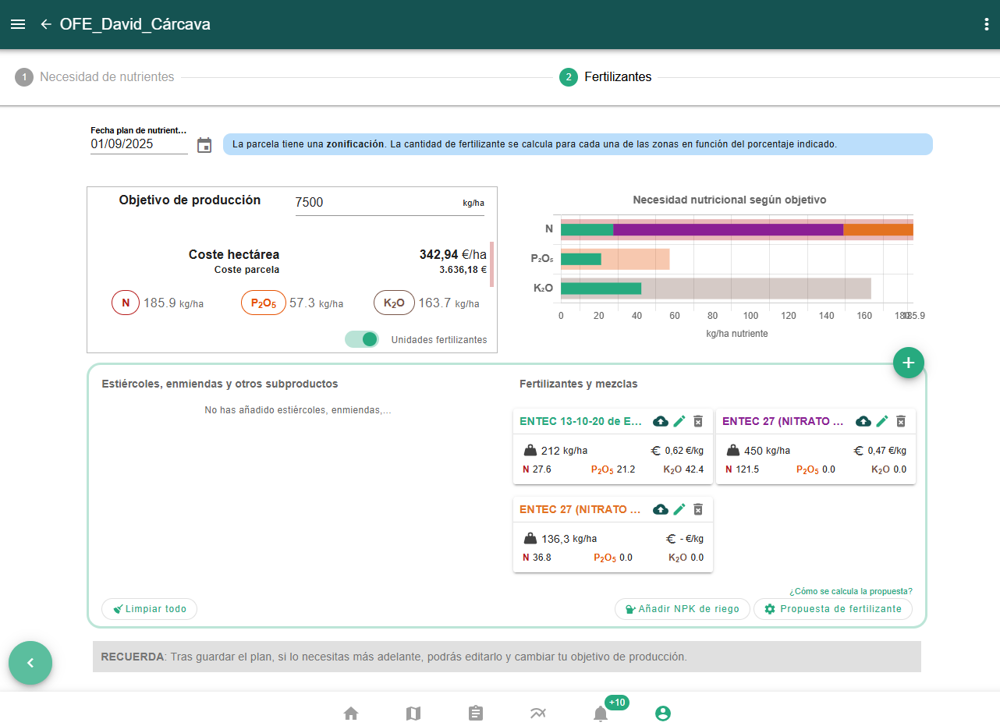 OFE_David_Cárcava
1 Necesidad de nutrientes
2 Fertilizantes
Fecha plan de nutrient...
01/09/2025
La parcela tiene una zonificación. La cantidad de fertilizante se calcula para cada una de las zonas en función del porcentaje indicado.
Objetivo de producción 7500 kg/ha
Coste hectárea 342,94 €/ha
Coste parcela 3.636,18 €
N 185.9 kg/ha P₂O₅ 57.3 kg/ha K₂O 163.7 kg/ha
Unidades fertilizantes
Necesidad nutricional según objetivo
N
P₂O₅
K₂O
0 20 40 60 80 100 120 140 160 180 185.9
kg/ha nutriente
Estiércoles, enmiendas y otros subproductos
No has añadido estiércoles, enmiendas,...
Fertilizantes y mezclas
ENTEC 13-10-20 de E...
212 kg/ha € 0,62 €/kg
N 27.6 P₂O₅ 21.2 K₂O 42.4
ENTEC 27 (NITRATO ...
450 kg/ha € 0,47 €/kg
N 121.5 P₂O₅ 0.0 K₂O 0.0
ENTEC 27 (NITRATO ...
136,3 kg/ha € - €/kg
N 36.8 P₂O₅ 0.0 K₂O 0.0
¿Cómo se calcula la propuesta?
Limpiar todo
Añadir NPK de riego
Propuesta de fertilizante
RECUERDA: Tras guardar el plan, si lo necesitas más adelante, podrás editarlo y cambiar tu objetivo de producción.
+10